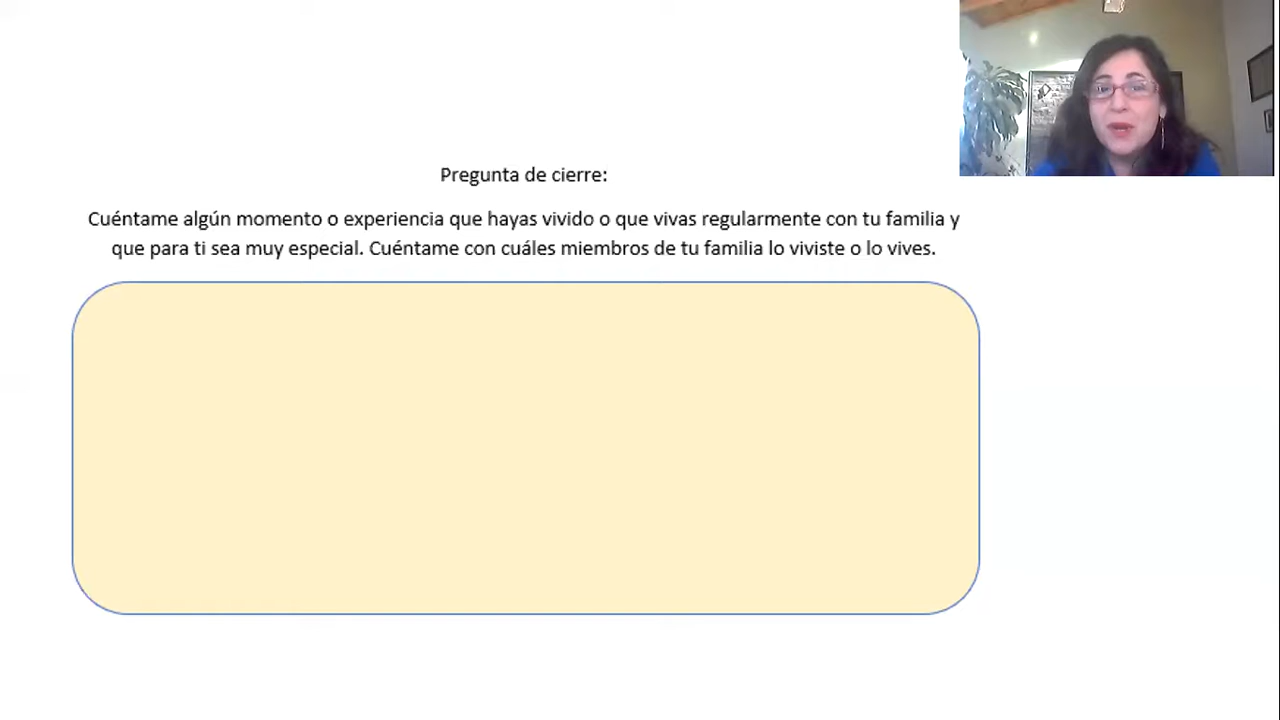 Pregunta de cierre:
Cuéntame algún momento o experiencia que hayas vivido o que vivas regularmente con tu familia y
que para ti sea muy especial. Cuéntame con cuáles miembros de tu familia lo viviste o lo vives.